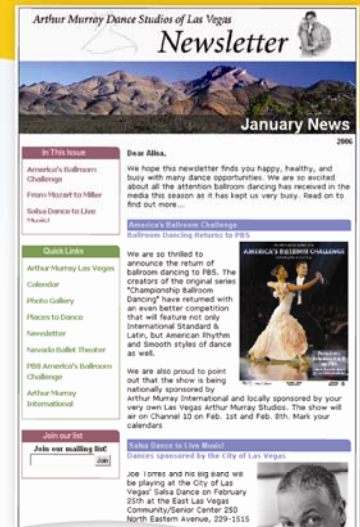 Arthur Murray Dance Studios of Las Vegas
Newsletter
January News
2006
In This Issue
America's Ballroom
Challenge
From Mozart to Miller
Salsa Dance to Live
Music!
Quick Links
Arthur Murray Las Vegas
Calendar
Photo Gallery
Places to Dance
Newsletter
Nevada Ballet Theater
PBS America's Ballroom
Challenge
Arthur Murray
International
Join our list
Join our mailing list!
Join
Dear Alisa,
We hope this newsletter finds you happy, healthy, and
busy with many dance opportunities. We are so excited
about all the attention ballroom dancing has received in the
media this season as it has kept us very busy. Read on to
find out more...
America's Ballroom Challenge
Ballroom Dancing Returns to PBS
We are so thrilled to
announce the return of
ballroom dancing to PBS. The
creators of the original series
"Championship Ballroom
Dancing" have returned with
an even better competition
that will feature not only
International Standard &
Latin, but American Rhythm
and Smooth styles of dance
as well.
AMERICA'S BALLROOM CHALLENGE
We are also proud to point
out that the show is being
nationally sponsored by
Arthur Murray International and locally sponsored by your
very own Las Vegas Arthur Murray Studios. The show will
air on Channel 10 on Feb. 1st and Feb. 8th. Mark your
calendars
Salsa Dance to Live Music!
Dances sponsored by the City of Las Vegas
Joe Torres and his Big Band will
be playing at the City of Las
Vegas' Salsa Dance on February
25th at the East Las Vegas
Community/Senior Center 250
North Eastern Avenue, 229-1515